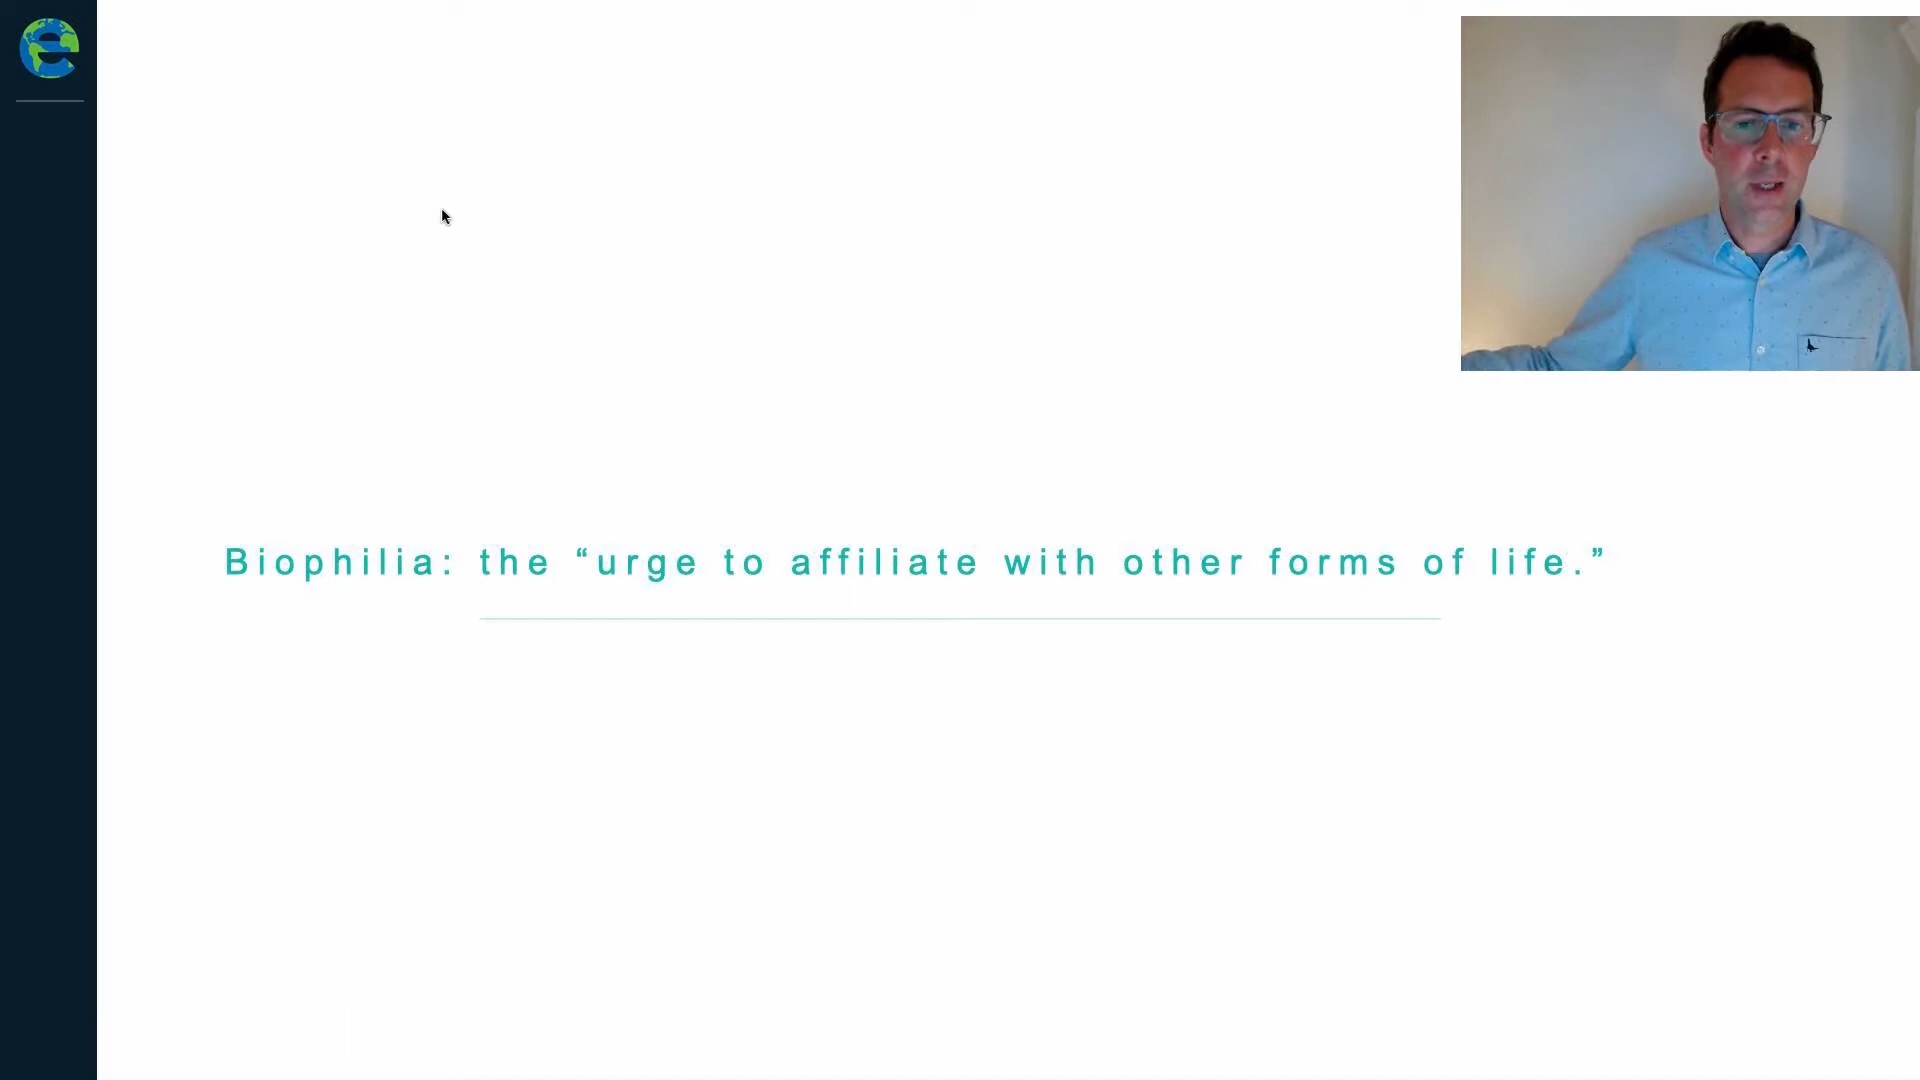 e
Biophilia: the “urge to affiliate with other forms of life.”